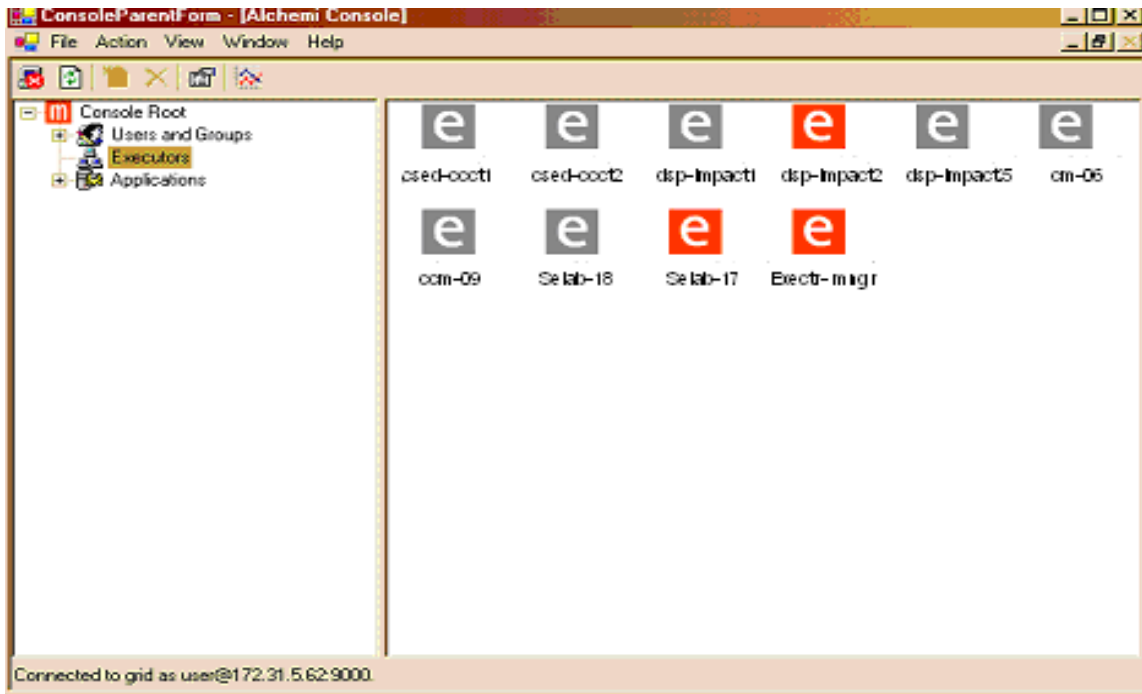 ConsoleParentForm - [Alchemi Console]
File Action View Window Help
Console Root
Users and Groups
Executors
Applications
e e e e e e
csed-ccct1 csed-ccct2 dsp-Impact1 dsp-Impact2 dsp-Impact5 cm-06
e e e e
ccm-09 Selab-18 Selab-17 Exectr-mngr
Connected to grid as user@172.31.5.62:9000.